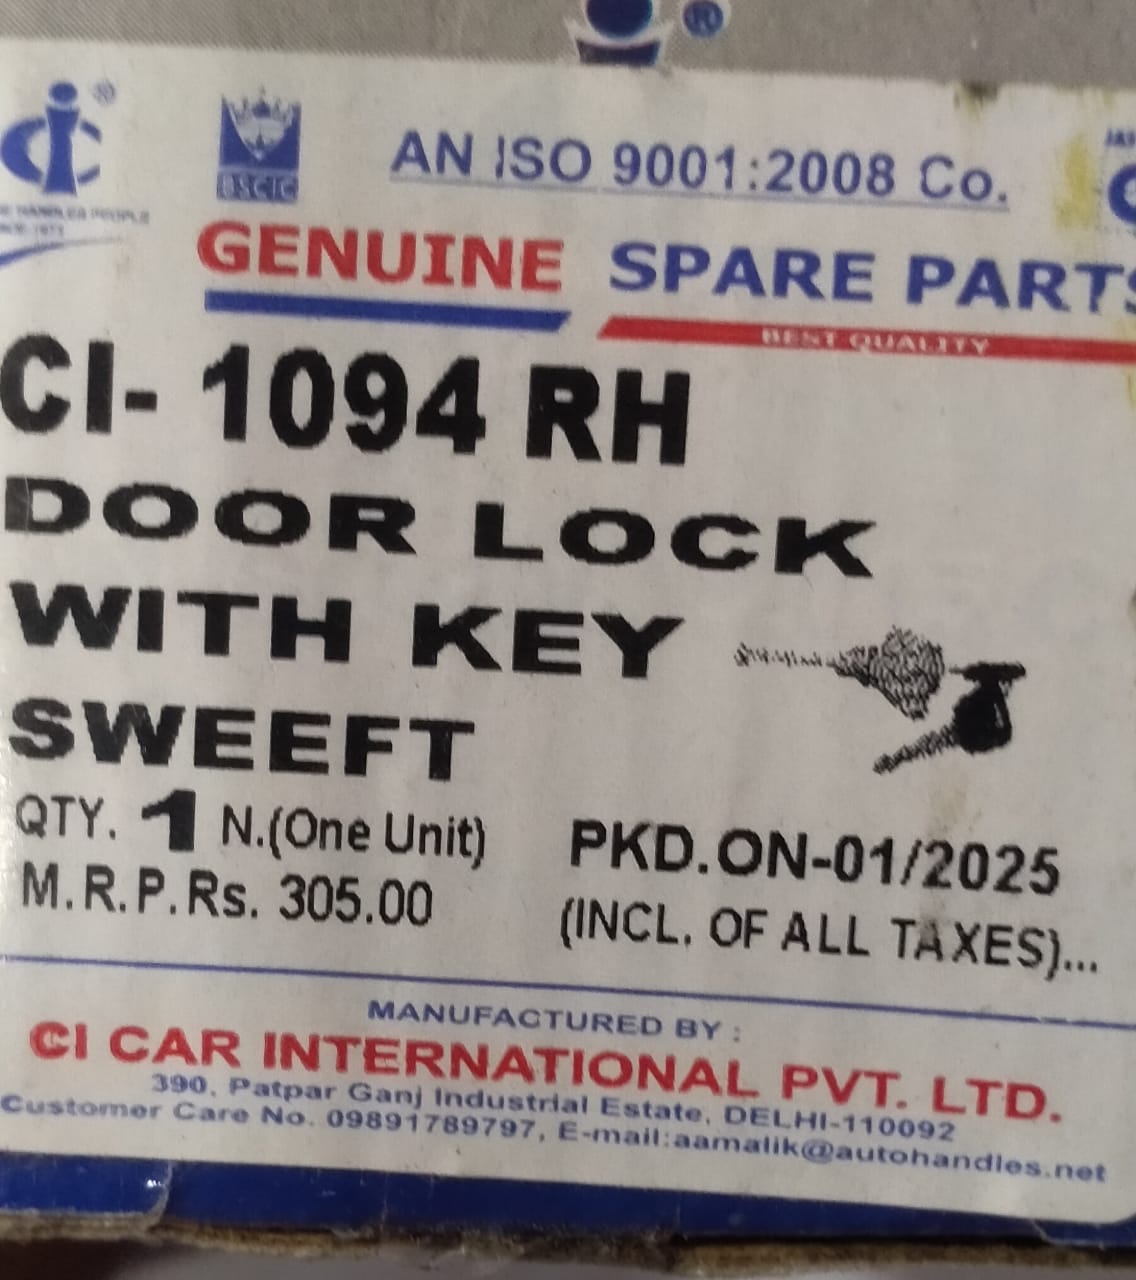 ®
CI
®
BSCIC
AN ISO 9001:2008 Co.
GENUINE SPARE PARTS
BEST QUALITY
CI- 1094 RH
DOOR LOCK
WITH KEY
SWEEFT
QTY. 1 N.(One Unit)
PKD.ON-01/2025
M.R.P.Rs. 305.00
(INCL. OF ALL TAXES)...
MANUFACTURED BY :
CI CAR INTERNATIONAL PVT. LTD.
390, Patpar Ganj Industrial Estate, DELHI-110092
Customer Care No. 09891789797, E-mail:aamalik@autohandles.net